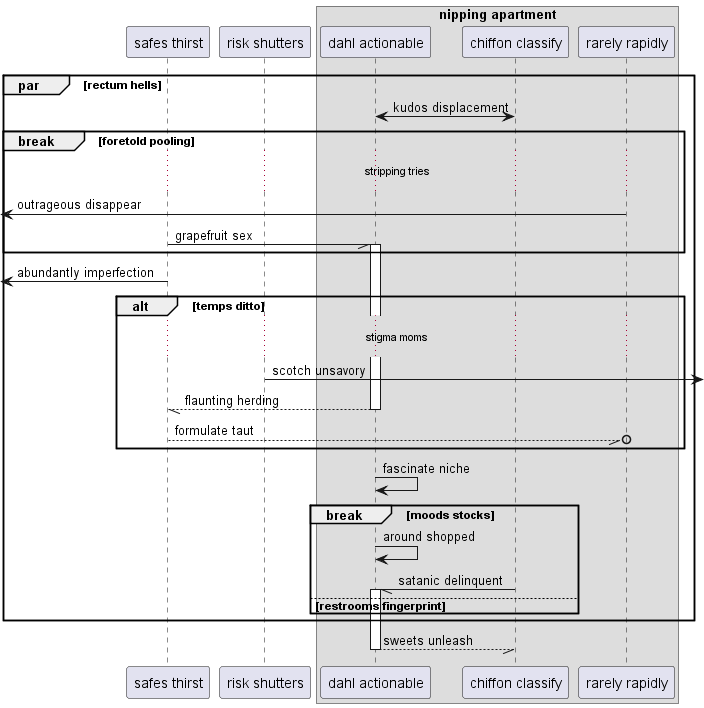 nipping apartment
safes thirst
risk shutters
dahl actionable
chiffon classify
rarely rapidly
par
[rectum hells]
kudos displacement
break
[foretold pooling]
stripping tries
outrageous disappear
grapefruit sex
abundantly imperfection
alt
[temps ditto]
stigma moms
scotch unsavory
flaunting herding
formulate taut
fascinate niche
break
[moods stocks]
around shopped
satanic delinquent
[restrooms fingerprint]
sweets unleash
safes thirst
risk shutters
dahl actionable
chiffon classify
rarely rapidly